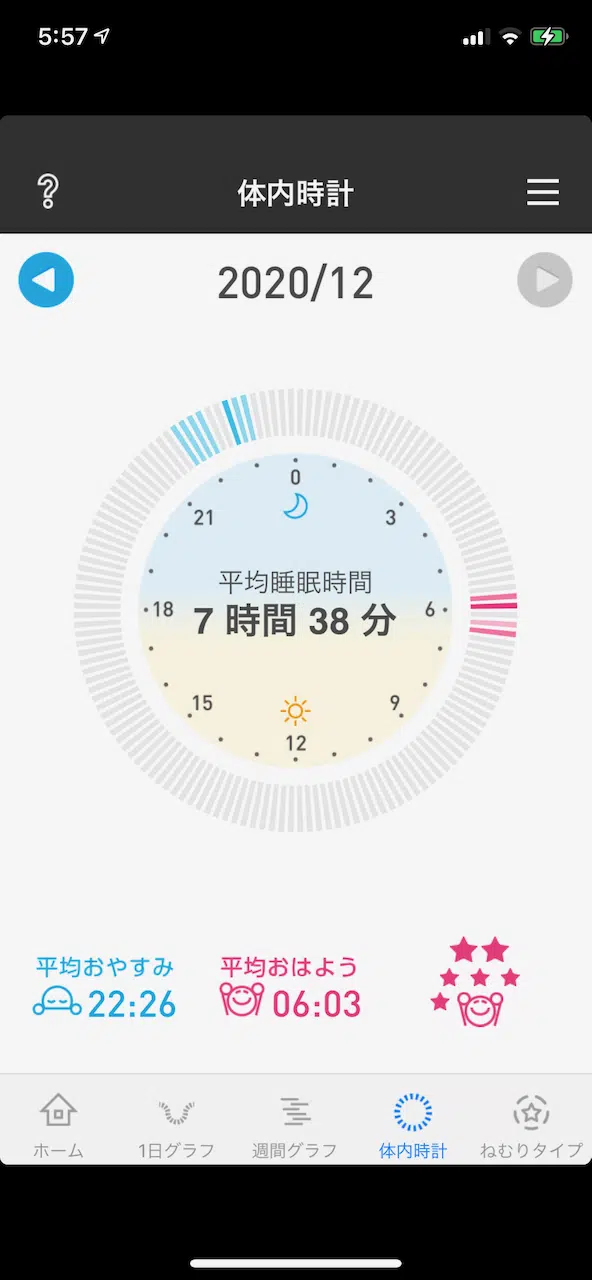 5:57
?
体内時計
2020/12
0
21
3
平均睡眠時間
18
7 時間 38 分
6
15
9
12
平均おやすみ
22:26
平均おはよう
06:03
ホーム
1日グラフ
週間グラフ
体内時計
ねむりタイプ